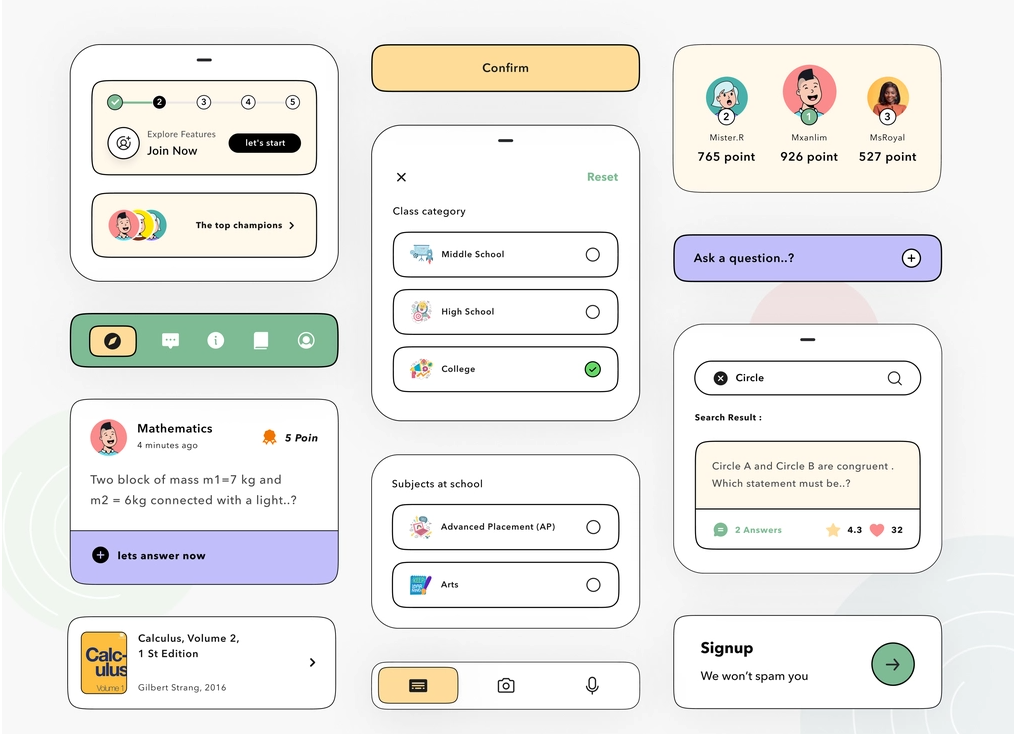 2
3
4
5
Explore Features
Join Now
let's start
The top champions
Mathematics
4 minutes ago
5 Poin
Two block of mass m1=7 kg and
m2 = 6kg connected with a light..?
lets answer now
Calc-
ulus
Volume 1
Calculus, Volume 2,
1 St Edition
Gilbert Strang, 2016
Confirm
Reset
Class category
Middle School
High School
College
Subjects at school
Advanced Placement (AP)
Arts
2
1
3
Mister.R
Mxanlim
MsRoyal
765 point
926 point
527 point
Ask a question..?
Circle
Search Result :
Circle A and Circle B are congruent .
Which statement must be..?
2 Answers
4.3
32
Signup
We won't spam you